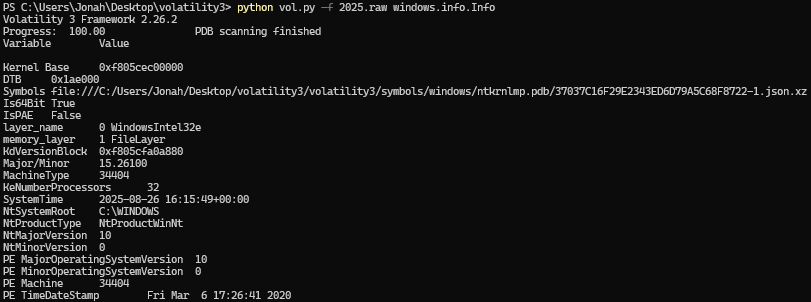 PS C:\Users\Jonah\Desktop\volatility3> python vol.py -f 2025.raw windows.info.Info
Volatility 3 Framework 2.26.2
Progress:  100.00               PDB scanning finished
Variable        Value

Kernel Base     0xf805cec00000
DTB     0x1ae000
Symbols file:///C:/Users/Jonah/Desktop/volatility3/volatility3/symbols/windows/ntkrnlmp.pdb/37037C16F29E2343ED6D79A5C68F8722-1.json.xz
Is64Bit True
IsPAE   False
layer_name      0 WindowsIntel32e
memory_layer    1 FileLayer
KdVersionBlock  0xf805cfa0a880
Major/Minor     15.26100
MachineType     34404
KeNumberProcessors      32
SystemTime      2025-08-26 16:15:49+00:00
NtSystemRoot    C:\WINDOWS
NtProductType   NtProductWinNt
NtMajorVersion  10
NtMinorVersion  0
PE MajorOperatingSystemVersion  10
PE MinorOperatingSystemVersion  0
PE Machine      34404
PE TimeDateStamp        Fri Mar  6 17:26:41 2020